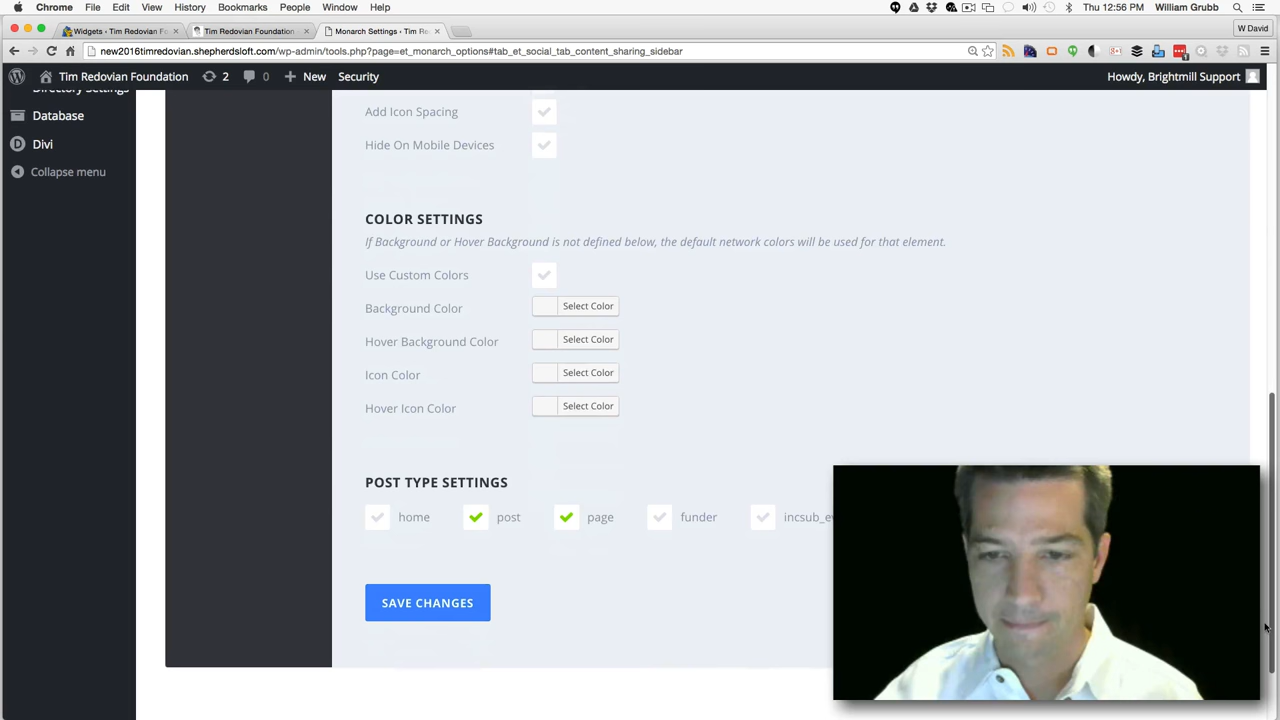 Chrome File Edit View History Bookmarks People Window Help
Thu 12:56 PM William Grubb
Widgets ‹ Tim Redovian F
Tim Redovian Foundation
Monarch Settings ‹ Tim Re
W David
new2016timredovian.shepherdsloft.com/wp-admin/tools.php?page=et_monarch_options#tab_et_social_tab_content_sharing_sidebar
Tim Redovian Foundation 2 0 New Security
Howdy, Brightmill Support
Directory Settings
Database
Divi
Collapse menu
Add Icon Spacing
Hide On Mobile Devices
COLOR SETTINGS
If Background or Hover Background is not defined below, the default network colors will be used for that element.
Use Custom Colors
Background Color Select Color
Hover Background Color Select Color
Icon Color Select Color
Hover Icon Color Select Color
POST TYPE SETTINGS
home post page funder incsub_ev
SAVE CHANGES